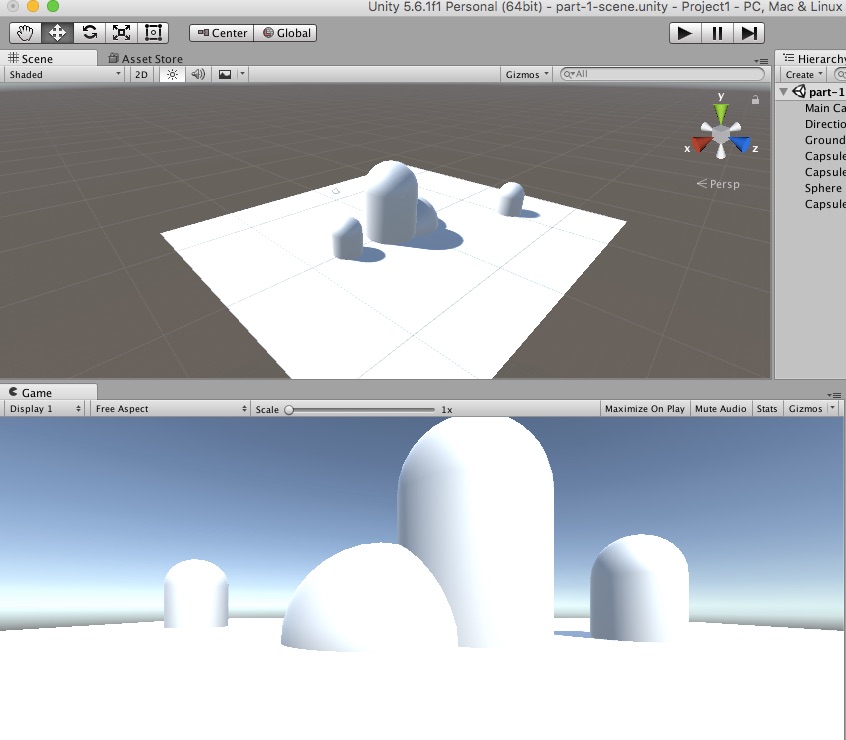 Unity 5.6.1f1 Personal (64bit) - part-1-scene.unity - Project1 - PC, Mac & Linux
Center Global
Scene Asset Store
Shaded 2D Gizmos All
Hierarchy
Create
part-1
Main Ca
Directio
Ground
Capsule
Capsule
Sphere
Capsule
y
x z
Persp
Game
Display 1 Free Aspect Scale 1x Maximize On Play Mute Audio Stats Gizmos